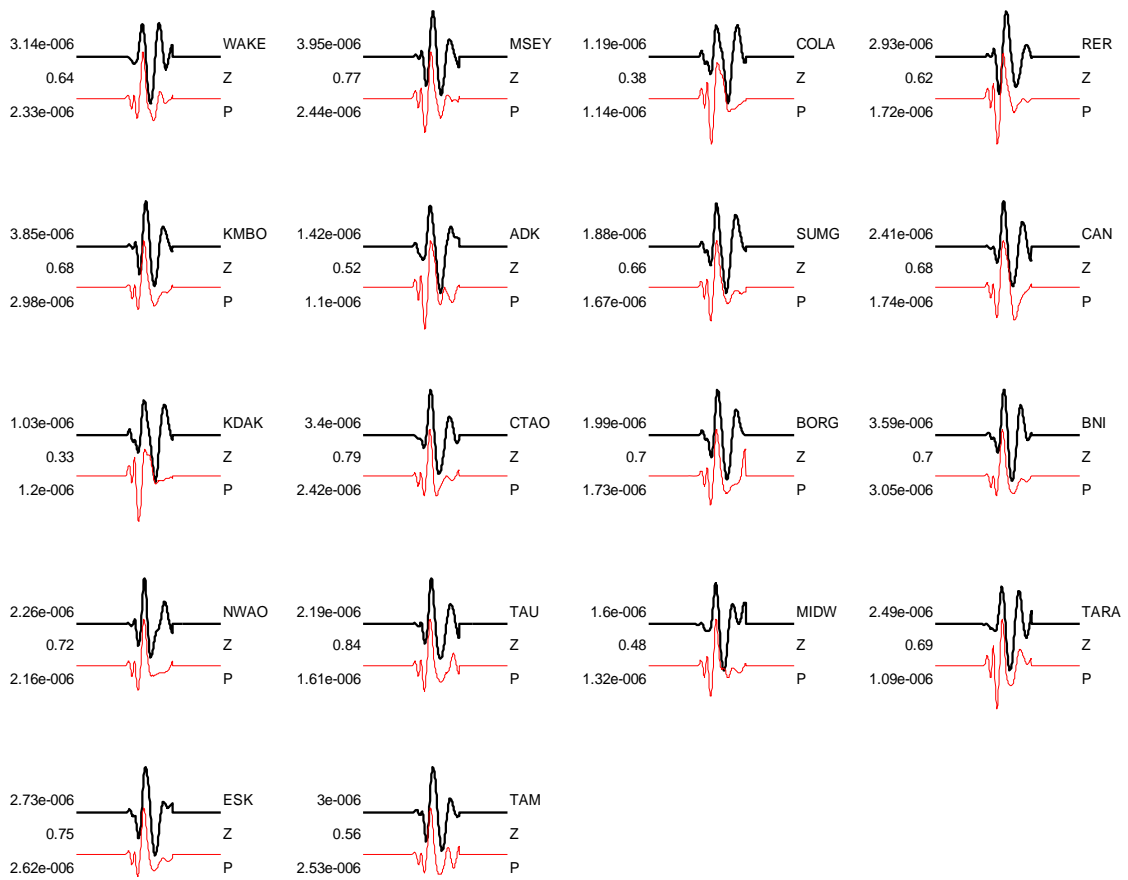 3.14e-006 WAKE 3.95e-006 MSEY 1.19e-006 COLA 2.93e-006 RER
0.64 Z 0.77 Z 0.38 Z 0.62 Z
2.33e-006 P 2.44e-006 P 1.14e-006 P 1.72e-006 P
3.85e-006 KMBO 1.42e-006 ADK 1.88e-006 SUMG 2.41e-006 CAN
0.68 Z 0.52 Z 0.66 Z 0.68 Z
2.98e-006 P 1.1e-006 P 1.67e-006 P 1.74e-006 P
1.03e-006 KDAK 3.4e-006 CTAO 1.99e-006 BORG 3.59e-006 BNI
0.33 Z 0.79 Z 0.7 Z 0.7 Z
1.2e-006 P 2.42e-006 P 1.73e-006 P 3.05e-006 P
2.26e-006 NWAO 2.19e-006 TAU 1.6e-006 MIDW 2.49e-006 TARA
0.72 Z 0.84 Z 0.48 Z 0.69 Z
2.16e-006 P 1.61e-006 P 1.32e-006 P 1.09e-006 P
2.73e-006 ESK 3e-006 TAM
0.75 Z 0.56 Z
2.62e-006 P 2.53e-006 P